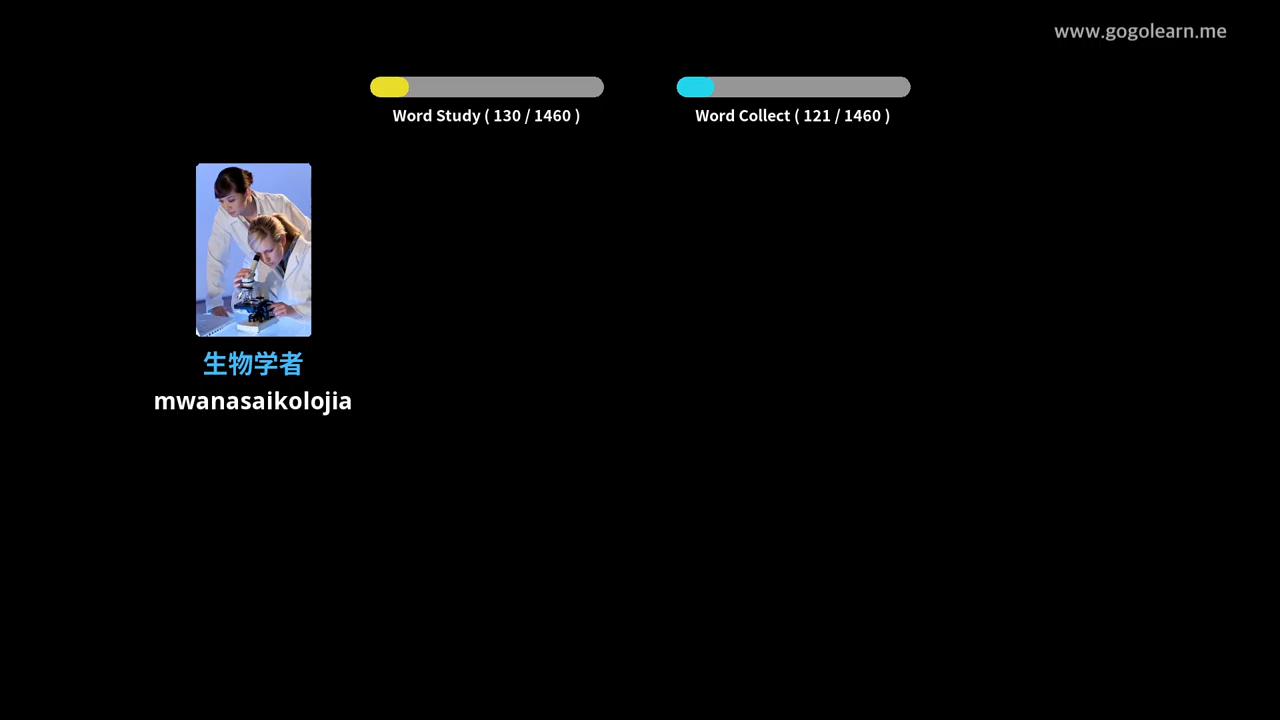 www.gogolearn.me
Word Study ( 130 / 1460 )
Word Collect ( 121 / 1460 )
生物学者
mwanasaikolojia